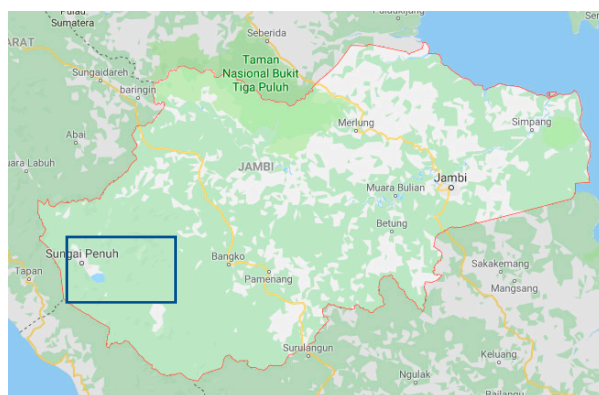 Pulau
Sumatera
Seberida
ARAT
Taman
Nasional Bukit
Tiga Puluh
Sungaidareh
baringin
Merlung
Simpang
Abai
uara Labuh
JAMBI
Jambi
Muara Bulian
Betung
Sungai Penuh
Bangko
Tapan
Pamenang
Sakakemang
Mangsang
Surulangun
Keluang
Ngulak